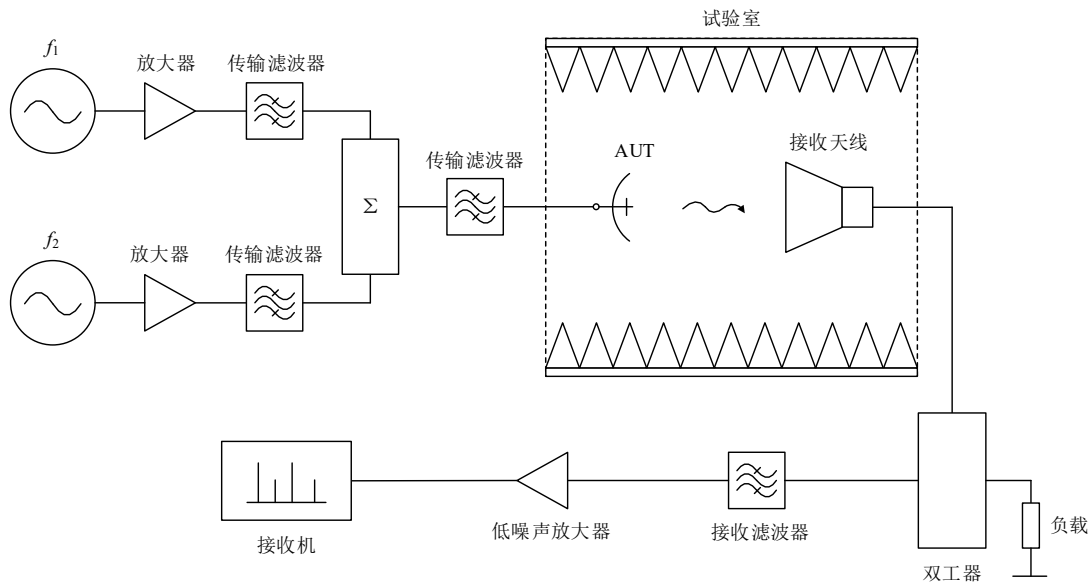 试验室
f1
放大器
传输滤波器
传输滤波器
AUT
接收天线
Σ
f2
放大器
传输滤波器
接收机
低噪声放大器
接收滤波器
双工器
负载